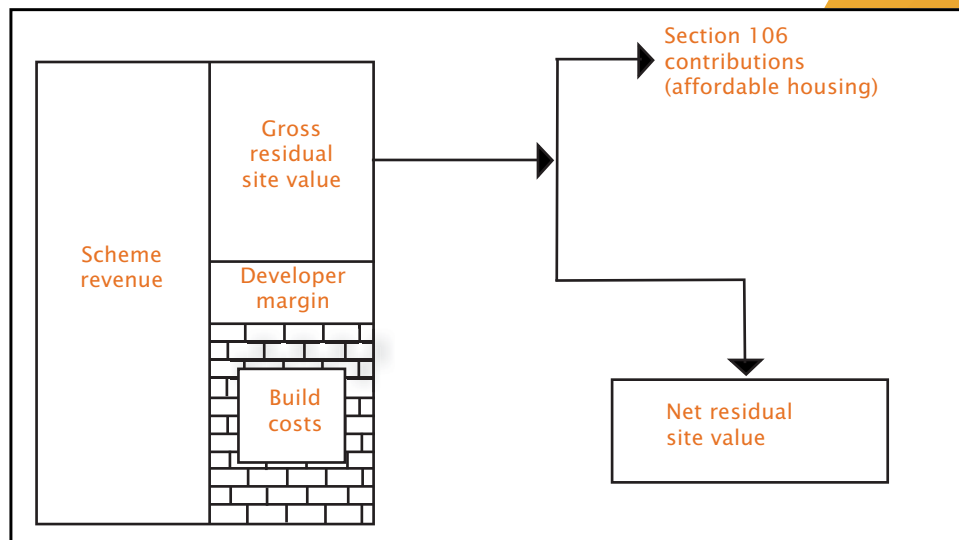 Section 106
contributions
(affordable housing)
Gross
residual
site value
Scheme
revenue
Developer
margin
Build
costs
Net residual
site value